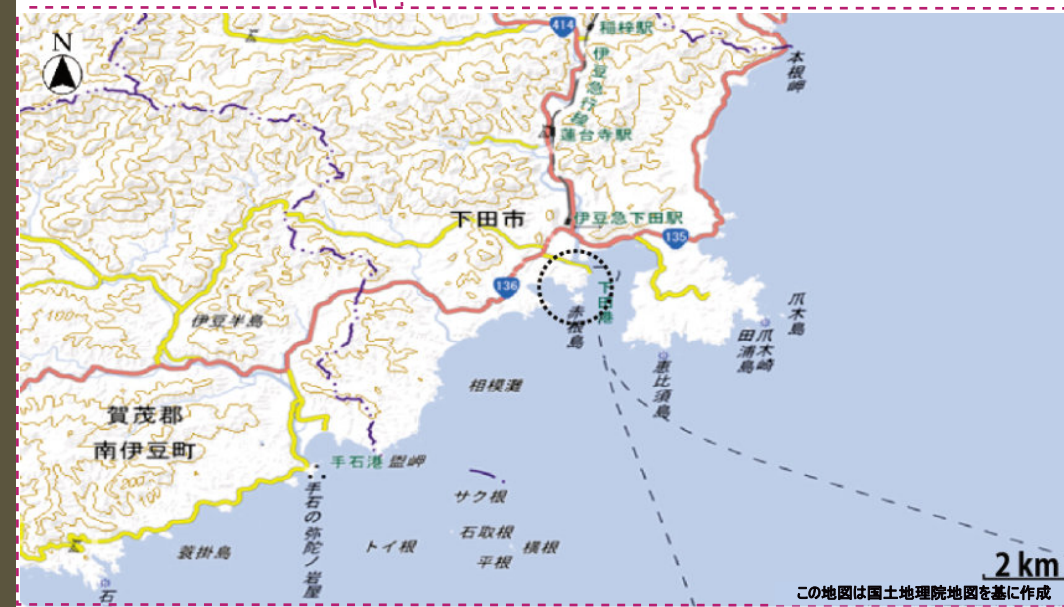 N
414
稲梓駅
伊豆急行線
本根岬
蓮台寺駅
下田市
伊豆急下田駅
135
136
下田港
赤根島
伊豆半島
100
爪木島
爪木崎
田浦島
恵比須島
相模灘
賀茂郡
南伊豆町
手石港
盥岬
手石の弥陀ノ岩屋
サク根
石取根
トイ根
横根
平根
蓑掛島
石
2 km
この地図は国土地理院地図を基に作成